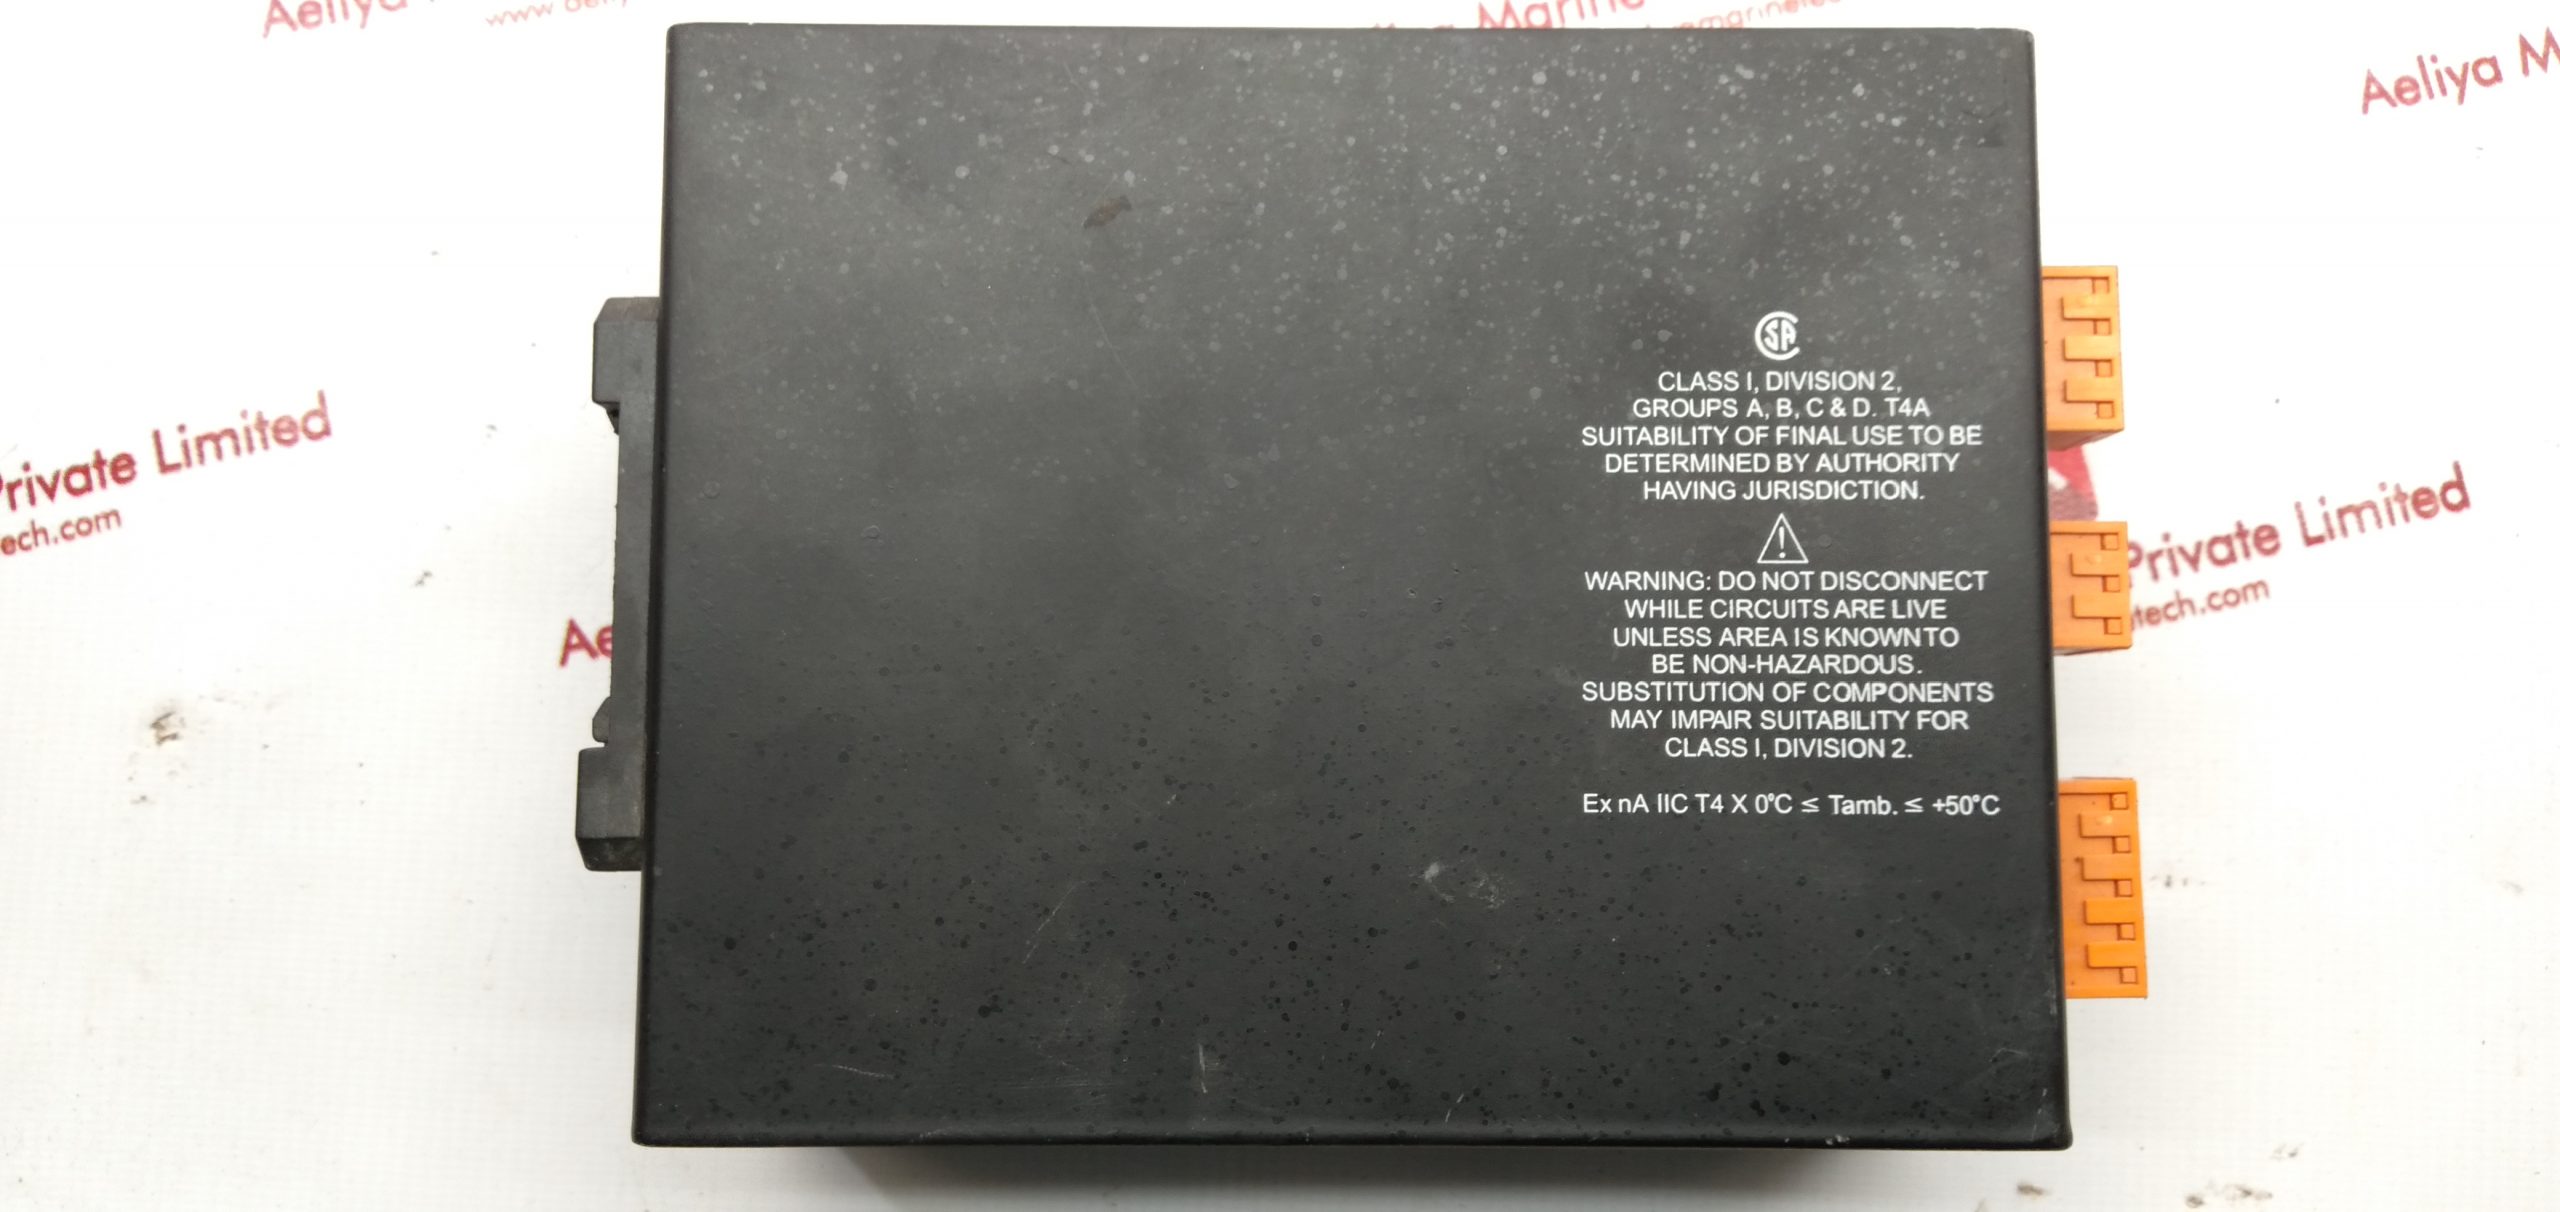 Aeliya
Marine
Aeliya M
Private Limited
ech.com
CSA
CLASS I, DIVISION 2,
GROUPS A, B, C & D. T4A
SUITABILITY OF FINAL USE TO BE
DETERMINED BY AUTHORITY
HAVING JURISDICTION.
WARNING: DO NOT DISCONNECT
WHILE CIRCUITS ARE LIVE
UNLESS AREA IS KNOWN TO
BE NON-HAZARDOUS.
SUBSTITUTION OF COMPONENTS
MAY IMPAIR SUITABILITY FOR
CLASS I, DIVISION 2.
Ex nA IIC T4 X 0°C ≤ Tamb. ≤ +50°C
Private Limited
tech.com
Ae